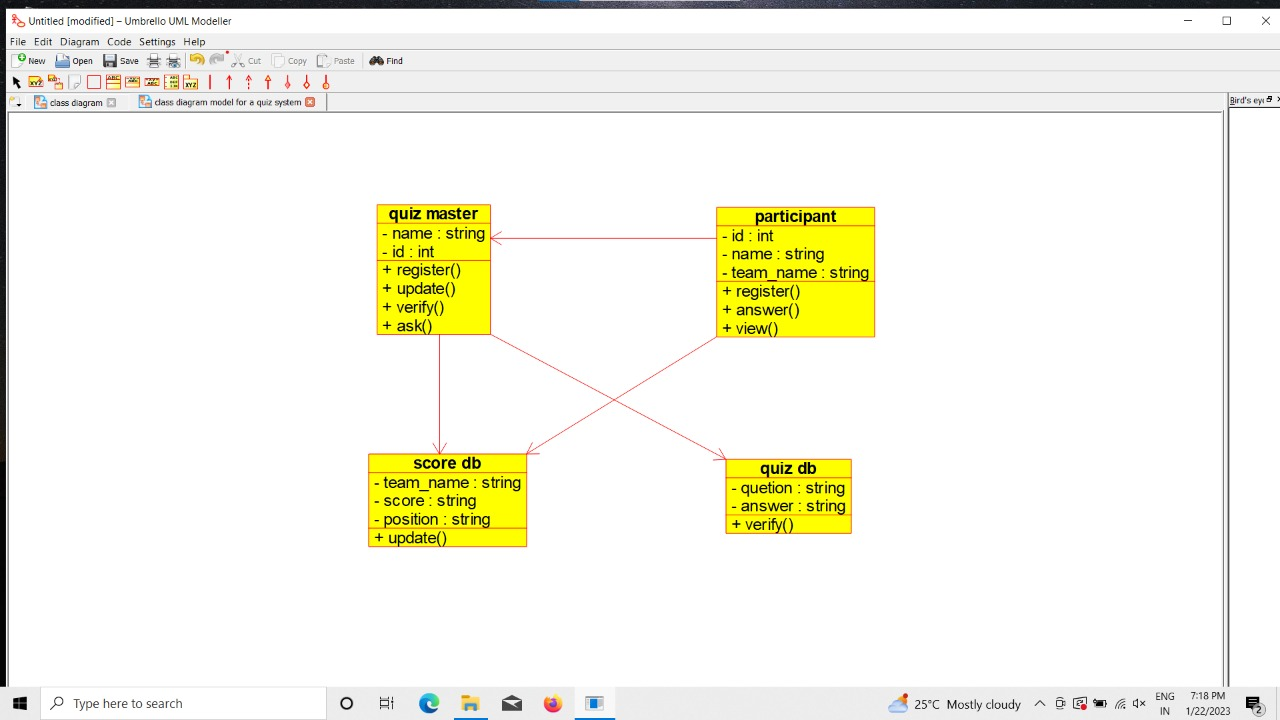 Untitled [modified] – Umbrello UML Modeller
File Edit Diagram Code Settings Help
New Open Save Cut Copy Paste Find
class diagram class diagram model for a quiz system
Bird's eye
quiz master
- name : string
- id : int
+ register()
+ update()
+ verify()
+ ask()
participant
- id : int
- name : string
- team_name : string
+ register()
+ answer()
+ view()
score db
- team_name : string
- score : string
- position : string
+ update()
quiz db
- quetion : string
- answer : string
+ verify()
Type here to search
25°C Mostly cloudy
ENG
IN
7:18 PM
1/22/2023
2